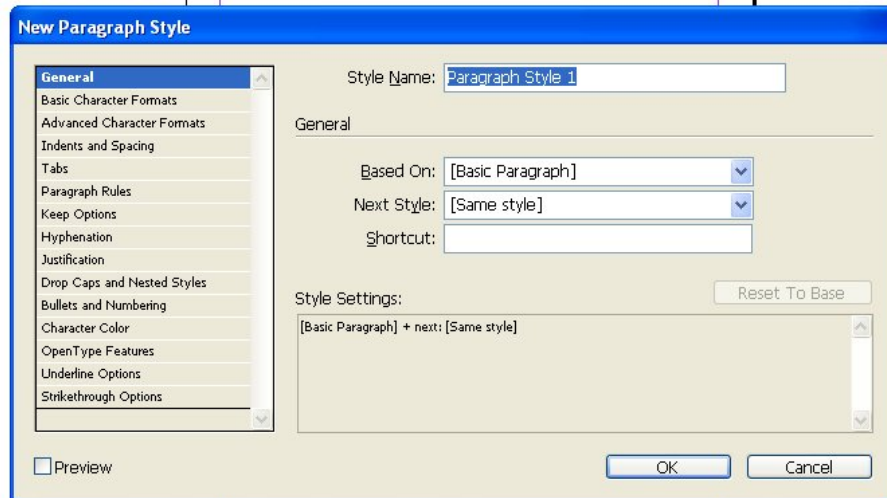 New Paragraph Style
General
Basic Character Formats
Advanced Character Formats
Indents and Spacing
Tabs
Paragraph Rules
Keep Options
Hyphenation
Justification
Drop Caps and Nested Styles
Bullets and Numbering
Character Color
OpenType Features
Underline Options
Strikethrough Options
Preview
Style Name: Paragraph Style 1
General
Based On: [Basic Paragraph]
Next Style: [Same style]
Shortcut:
Reset To Base
Style Settings:
[Basic Paragraph] + next: [Same style]
OK Cancel